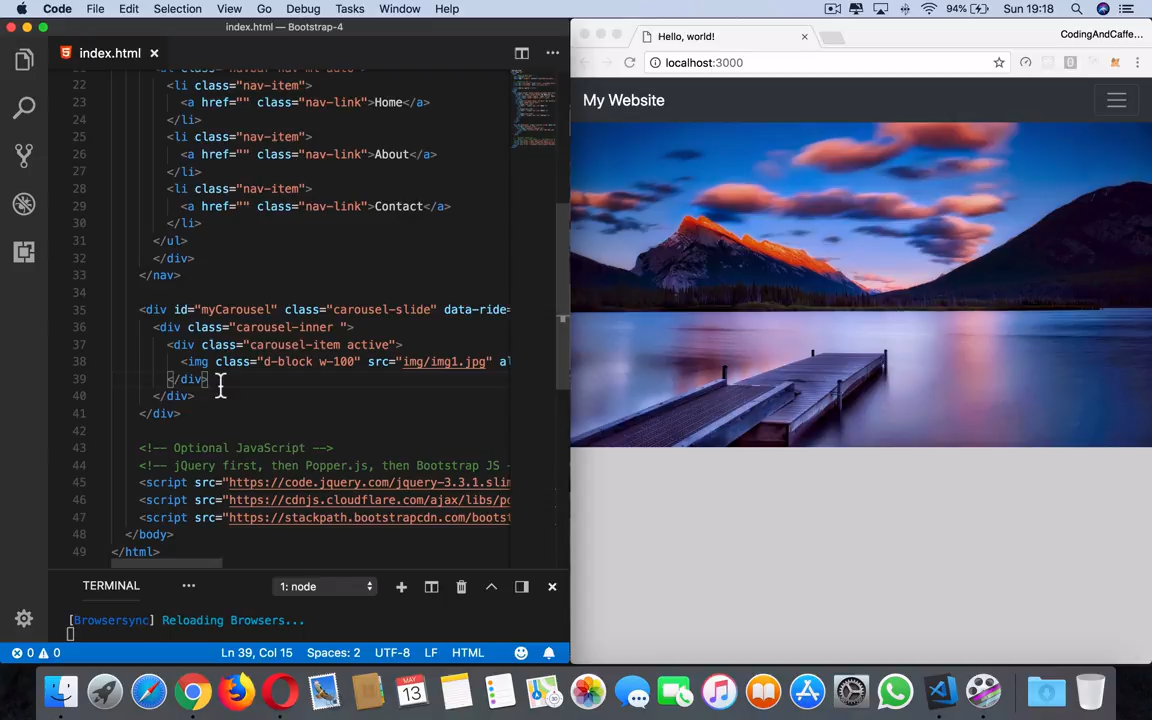 Code File Edit Selection View Go Debug Tasks Window Help 94% Sun 19:18
index.html — Bootstrap-4
index.html
22 <li class="nav-item">
23 <a href="" class="nav-link">Home</a>
24 </li>
25 <li class="nav-item">
26 <a href="" class="nav-link">About</a>
27 </li>
28 <li class="nav-item">
29 <a href="" class="nav-link">Contact</a>
30 </li>
31 </ul>
32 </div>
33 </nav>
34
35 <div id="myCarousel" class="carousel-slide" data-ride=
36 <div class="carousel-inner ">
37 <div class="carousel-item active">
38 <img class="d-block w-100" src="img/img1.jpg" al
39 </div>
40 </div>
41 </div>
42
43 <!-- Optional JavaScript -->
44 <!-- jQuery first, then Popper.js, then Bootstrap JS -
45 <script src="https://code.jquery.com/jquery-3.3.1.slim
46 <script src="https://cdnjs.cloudflare.com/ajax/libs/po
47 <script src="https://stackpath.bootstrapcdn.com/bootst
48 </body>
49 </html>
TERMINAL 1: node
[Browsersync] Reloading Browsers...
0 0 Ln 39, Col 15 Spaces: 2 UTF-8 LF HTML
Hello, world! CodingAndCaffe...
localhost:3000
My Website
MAY
13